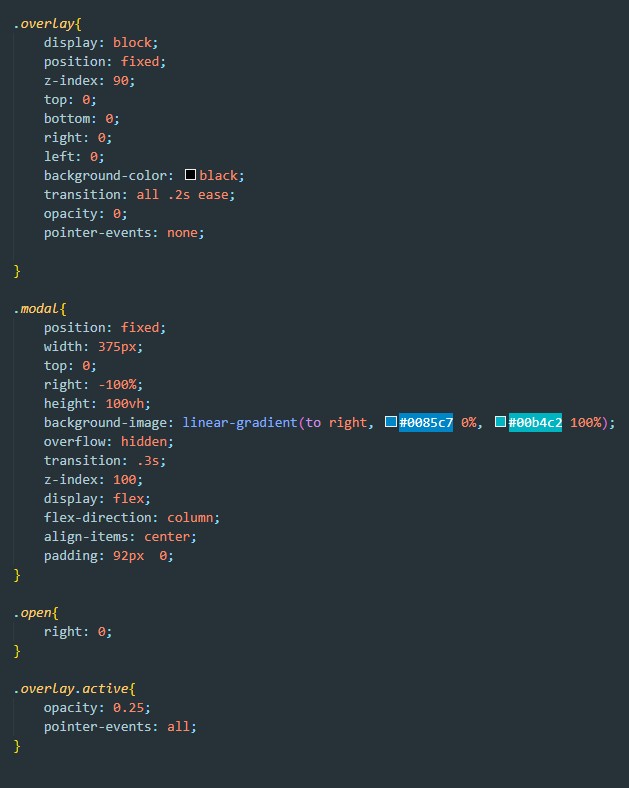 .overlay{
    display: block;
    position: fixed;
    z-index: 90;
    top: 0;
    bottom: 0;
    right: 0;
    left: 0;
    background-color: black;
    transition: all .2s ease;
    opacity: 0;
    pointer-events: none;

}

.modal{
    position: fixed;
    width: 375px;
    top: 0;
    right: -100%;
    height: 100vh;
    background-image: linear-gradient(to right, #0085c7 0%, #00b4c2 100%);
    overflow: hidden;
    transition: .3s;
    z-index: 100;
    display: flex;
    flex-direction: column;
    align-items: center;
    padding: 92px  0;
}

.open{
    right: 0;
}

.overlay.active{
    opacity: 0.25;
    pointer-events: all;
}